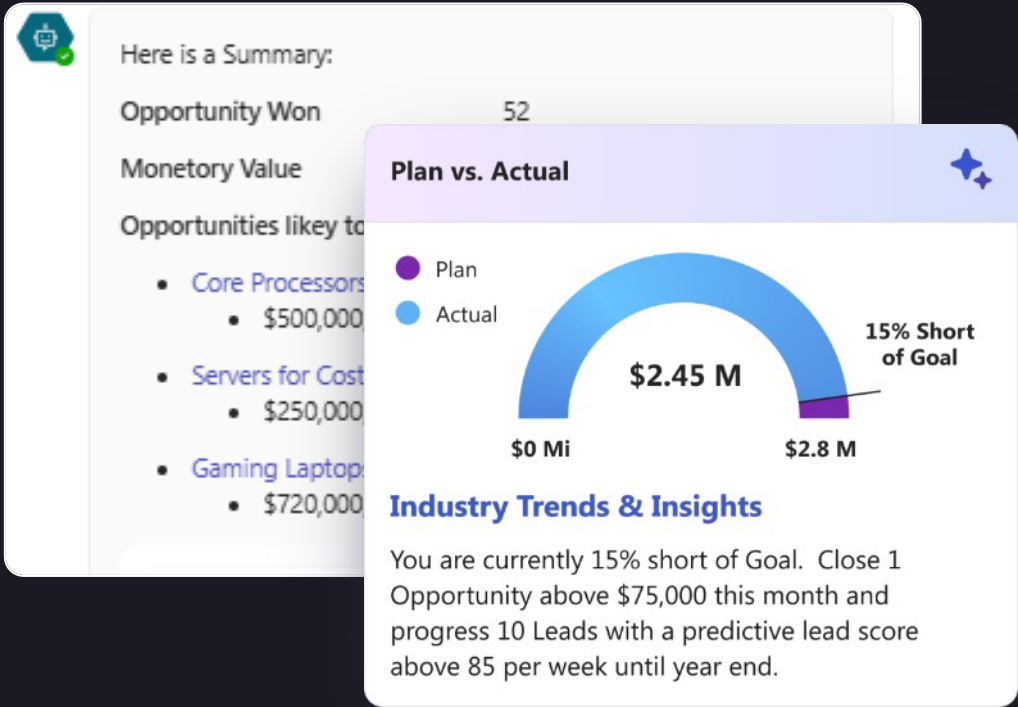 Here is a Summary:
Opportunity Won 52
Monetory Value
Opportunities likey to
Core Processors
$500,000
Servers for Cost
$250,000
Gaming Laptops
$720,000
Plan vs. Actual
Plan
Actual
15% Short
of Goal
$2.45 M
$0 Mi
$2.8 M
Industry Trends & Insights
You are currently 15% short of Goal. Close 1
Opportunity above $75,000 this month and
progress 10 Leads with a predictive lead score
above 85 per week until year end.